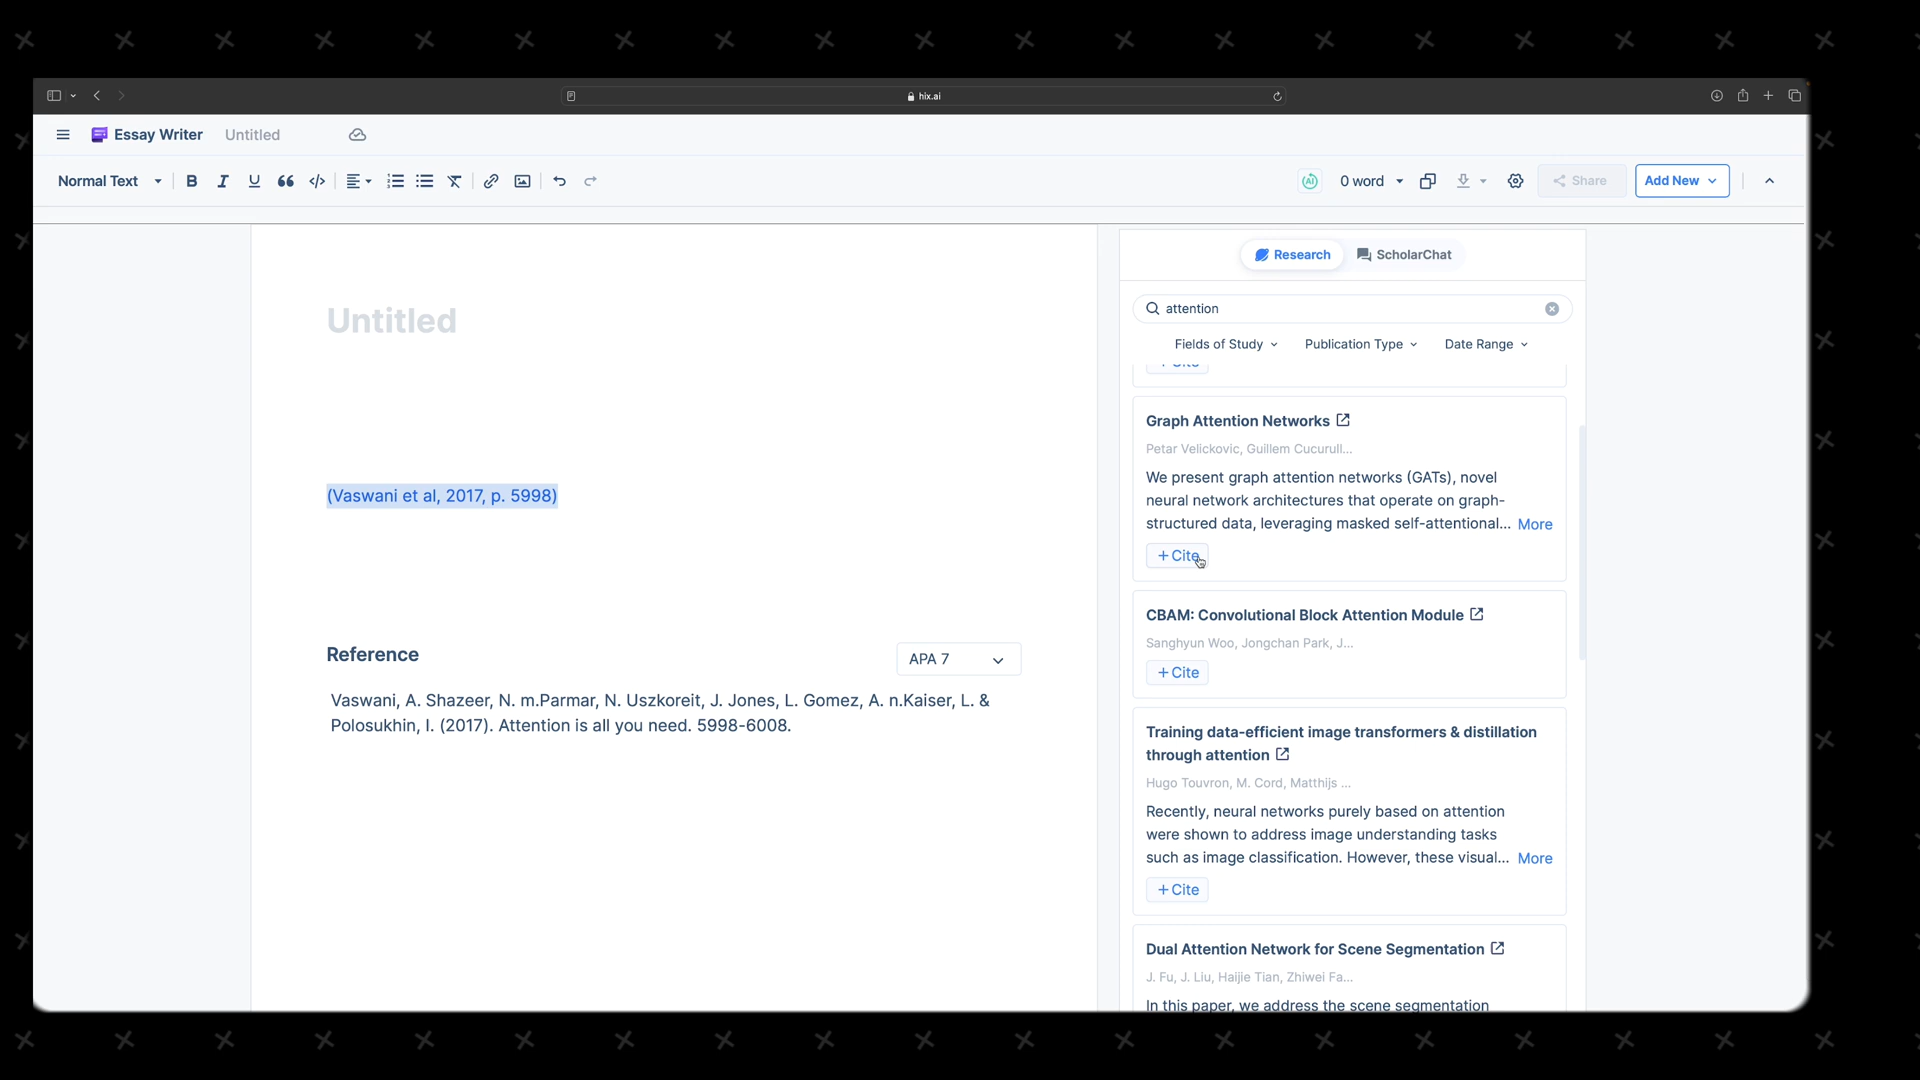 hix.ai
Essay Writer Untitled
Normal Text
AI 0 word Share Add New
Research ScholarChat
attention
Fields of Study Publication Type Date Range
Untitled
(Vaswani et al, 2017, p. 5998)
Reference
APA 7
Vaswani, A. Shazeer, N. m.Parmar, N. Uszkoreit, J. Jones, L. Gomez, A. n.Kaiser, L. &
Polosukhin, I. (2017). Attention is all you need. 5998-6008.
+ Cite
Graph Attention Networks
Petar Velickovic, Guillem Cucurull...
We present graph attention networks (GATs), novel
neural network architectures that operate on graph-
structured data, leveraging masked self-attentional... More
+ Cite
CBAM: Convolutional Block Attention Module
Sanghyun Woo, Jongchan Park, J...
+ Cite
Training data-efficient image transformers & distillation
through attention
Hugo Touvron, M. Cord, Matthijs ...
Recently, neural networks purely based on attention
were shown to address image understanding tasks
such as image classification. However, these visual... More
+ Cite
Dual Attention Network for Scene Segmentation
J. Fu, J. Liu, Haijie Tian, Zhiwei Fa...
In this paper, we address the scene segmentation